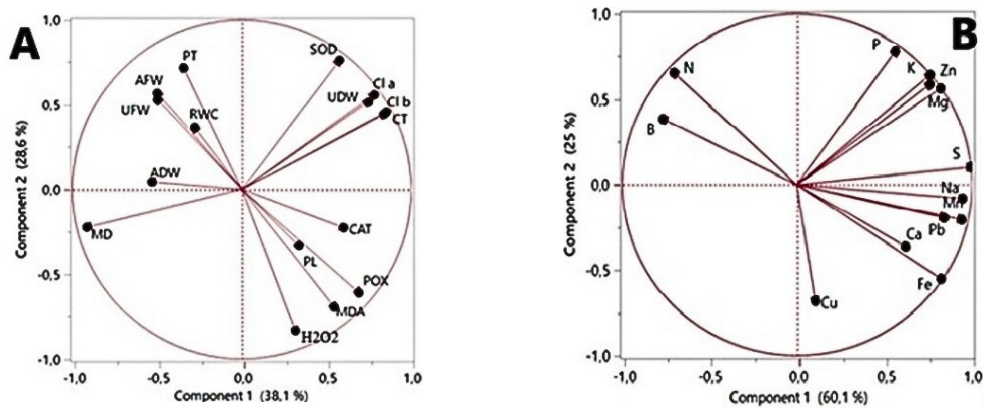 A
1,0
0,5
0,0
-0,5
-1,0
Component 2 (28,6 %)
PT
SOD
AFW
UFW
RWC
UDW
Cl a
Cl b
CT
ADW
MD
CAT
PL
POX
MDA
H2O2
-1,0 -0,5 0,0 0,5 1,0
Component 1 (38,1 %)
B
1,0
0,5
0,0
-0,5
-1,0
Component 2 (25 %)
N
P
K
Zn
Mg
B
S
Na
Mn
Pb
Ca
Fe
Cu
-1,0 -0,5 0,0 0,5 1,0
Component 1 (60,1 %)